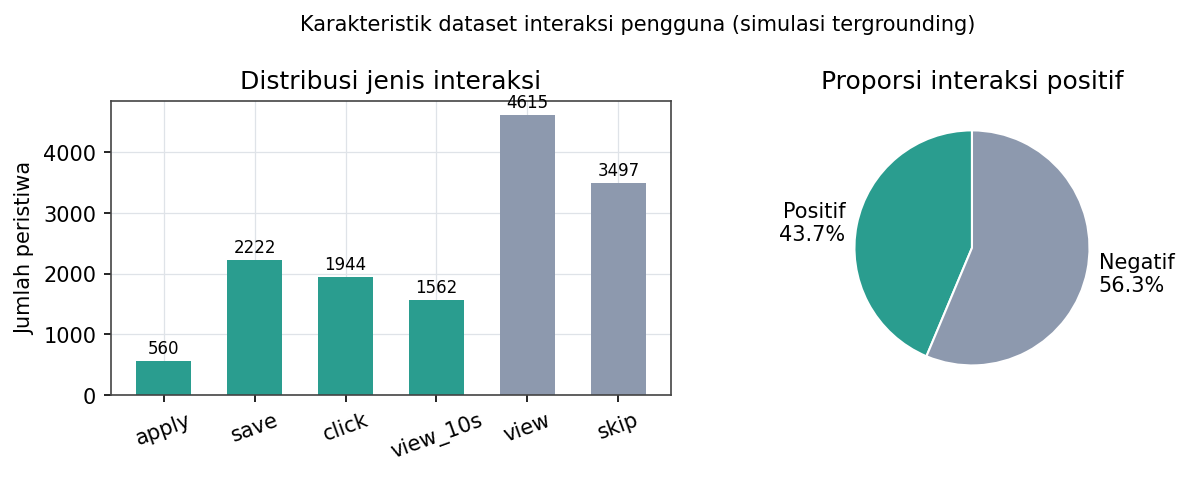 Karakteristik dataset interaksi pengguna (simulasi tergrounding)
Distribusi jenis interaksi
Jumlah peristiwa
4000
3000
2000
1000
0
560
2222
1944
1562
4615
3497
apply
save
click
view_10s
view
skip
Proporsi interaksi positif
Positif
43.7%
Negatif
56.3%